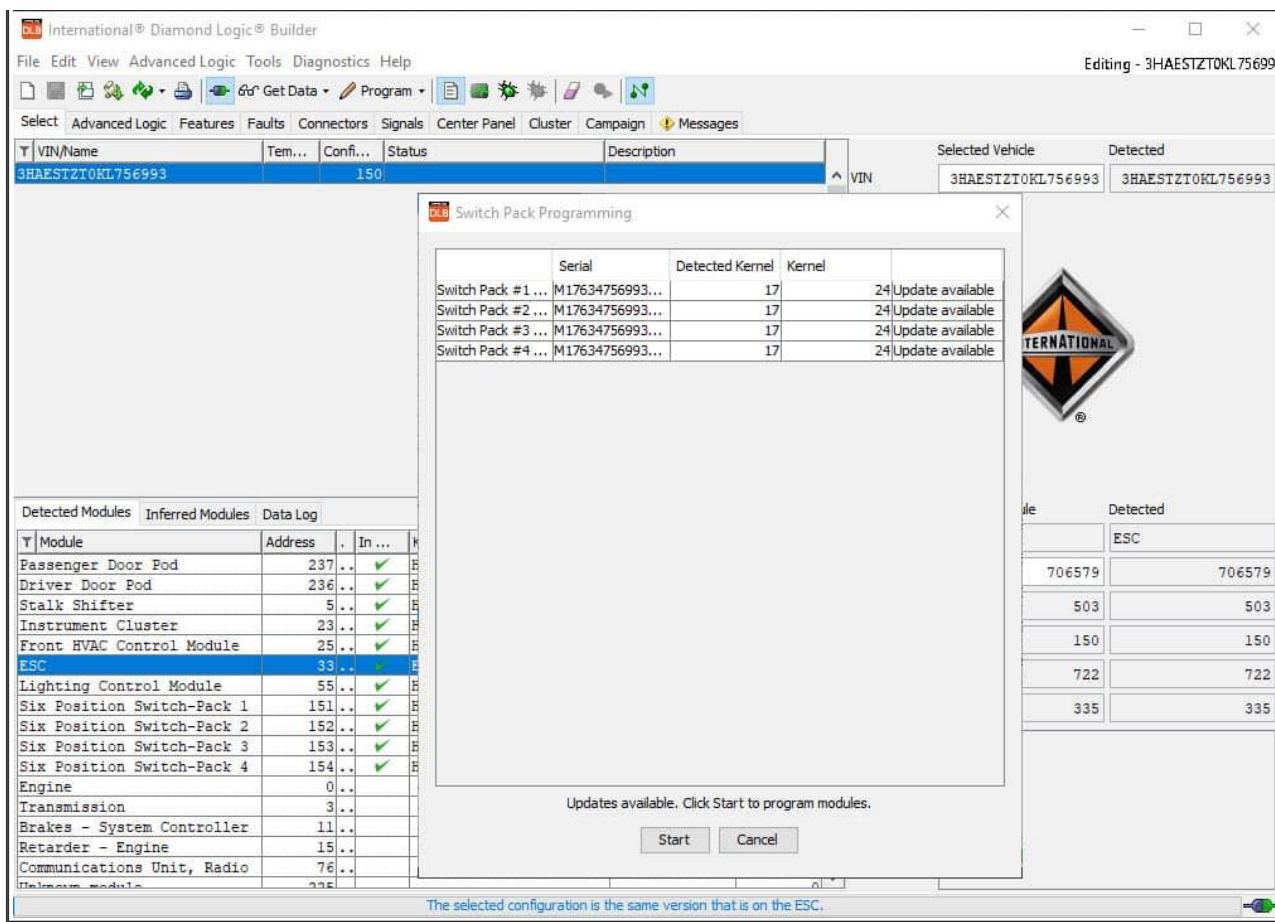 International® Diamond Logic® Builder
File Edit View Advanced Logic Tools Diagnostics Help
Editing - 3HAESTZT0KL75699
Get Data Program
Select Advanced Logic Features Faults Connectors Signals Center Panel Cluster Campaign Messages
VIN/Name Tem... Confi... Status Description
3HAESTZT0KL756993 150
Selected Vehicle Detected
VIN 3HAESTZT0KL756993 3HAESTZT0KL756993
DLB Switch Pack Programming
Serial Detected Kernel Kernel
Switch Pack #1 ... M17634756993... 17 24 Update available
Switch Pack #2 ... M17634756993... 17 24 Update available
Switch Pack #3 ... M17634756993... 17 24 Update available
Switch Pack #4 ... M17634756993... 17 24 Update available
TERNATIONAL
®
Updates available. Click Start to program modules.
Start Cancel
Detected Modules Inferred Modules Data Log
Module Address . In ...
Passenger Door Pod 237 ..
Driver Door Pod 236 ..
Stalk Shifter 5 ..
Instrument Cluster 23 ..
Front HVAC Control Module 25 ..
ESC 33 ..
Lighting Control Module 55 ..
Six Position Switch-Pack 1 151 ..
Six Position Switch-Pack 2 152 ..
Six Position Switch-Pack 3 153 ..
Six Position Switch-Pack 4 154 ..
Engine 0 ..
Transmission 3 ..
Brakes - System Controller 11 ..
Retarder - Engine 15 ..
Communications Unit, Radio 76 ..
Detected
ESC
706579 706579
503 503
150 150
722 722
335 335
The selected configuration is the same version that is on the ESC.